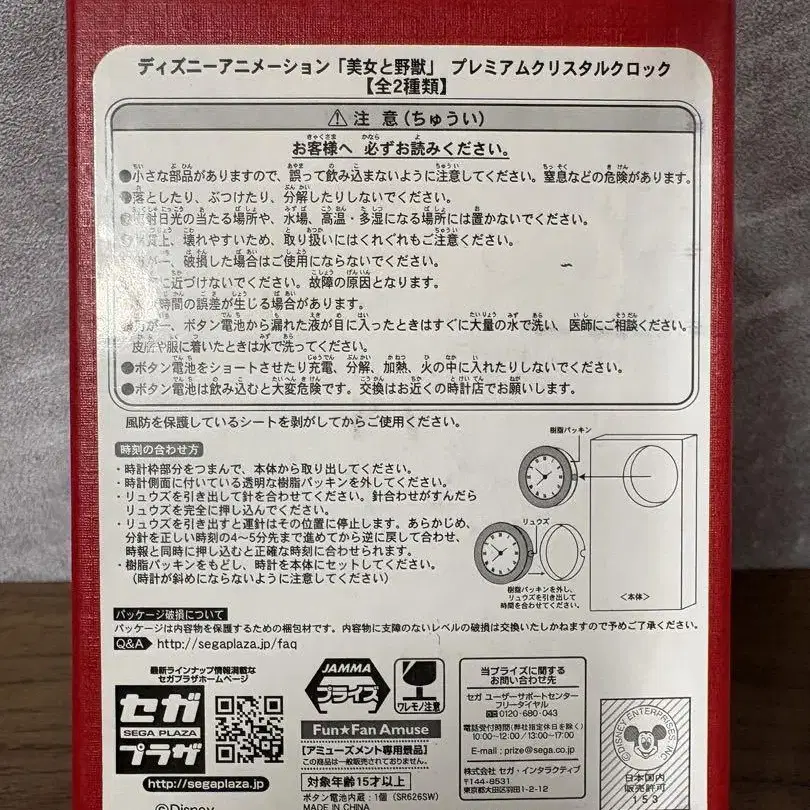 ディズニーアニメーション「美女と野獣」 プレミアムクリスタルクロック
【全2種類】
⚠注 意(ちゅうい)
お客様へ 必ずお読みください。
●小さな部品がありますので、誤って飲み込まないように注意してください。窒息などの危険があります。
落としたり、ぶつけたり、分解したりしないでください。
射日光の当たる場所や、水場、高温・多湿になる場所には置かないでください。
質上、壊れやすいため、取り扱いにはくれぐれもご注意ください。
が一、破損した場合はご使用にならないでください。
に近づけないでください。故障の原因となります。
時間の誤差が生じる場合があります。
万が一、ボタン電池から漏れた液が目に入ったときはすぐに大量の水で洗い、医師にご相談ください。
皮膚や服に着いたときは水で洗ってください。
●ボタン電池をショートさせたり充電、分解、加熱、火の中に入れたりしないでください。
●ボタン電池は飲み込むと大変危険です。交換はお近くの時計店でお願いします。
風防を保護しているシートを剥がしてからご使用ください。
時刻の合わせ方
・時計枠部分をつまんで、本体から取り出してください。
・時計側面に付いている透明な樹脂パッキンを外してください。
・リュウズを引き出して針を合わせてください。針合わせがすんだら
リュウズを完全に押し込んでください。
・リュウズを引き出すと運針はその位置に停止します。あらかじめ、
分針を正しい時刻の4〜5分先まで進めてから逆に戻して合わせ、
時報と同時に押し込むと正確な時刻に合わせられます。
・樹脂パッキンをもどし、時計を本体にセットしてください。
(時計が斜めにならないように注意してください)
樹脂パッキン
リュウズ
樹脂パッキンを外し、
リュウズを引き出して
時間を合わせてください。
<本体>
パッケージ破損について
パッケージは内容物を保護するための梱包材です。内容物に支障のないレベルの破損は交換いたしかねますので予めご了承ください。
Q&A http://segaplaza.jp/faq
最新ラインナップ情報満載な
セガプラザホームページ
セガ
SEGA PLAZA
プラザ
http://segaplaza.jp
JAMMA
プライズ
ワレモノ注意
Fun★Fan Amuse
【アミューズメント専用景品】
この商品は一般販売されておりません。
対象年齢15才以上
ボタン電池内蔵:1個 (SR626SW)
MADE IN CHINA
当プライズに関する
お問い合わせ先
セガ ユーザーサポートセンター
フリーダイヤル
0120-680-043
電話受付時間(弊社指定休日を除く)
10:00〜12:00/13:00〜17:00
E-mail : prize@sega.co.jp
株式会社 セガ・インタラクティブ
〒144-8531
東京都大田区羽田1-2-12
©DISNEY ENTERPRISES INC
日本国内
販売許可
153
©Disney